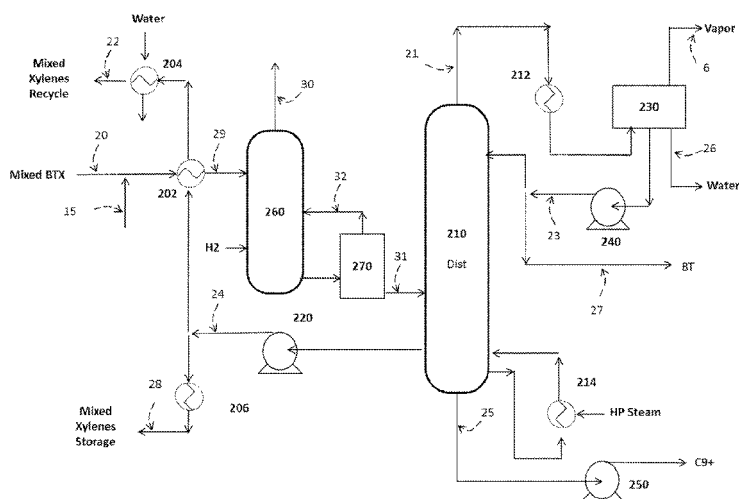 Water
22
204
Mixed
Xylenes
Recycle
20
29
Mixed BTX
202
15
30
260
32
H2
270
31
24
220
28
206
Mixed
Xylenes
Storage
21
212
Vapor
6
230
26
Water
210
Dist
23
240
BT
27
214
HP Steam
25
C9+
250